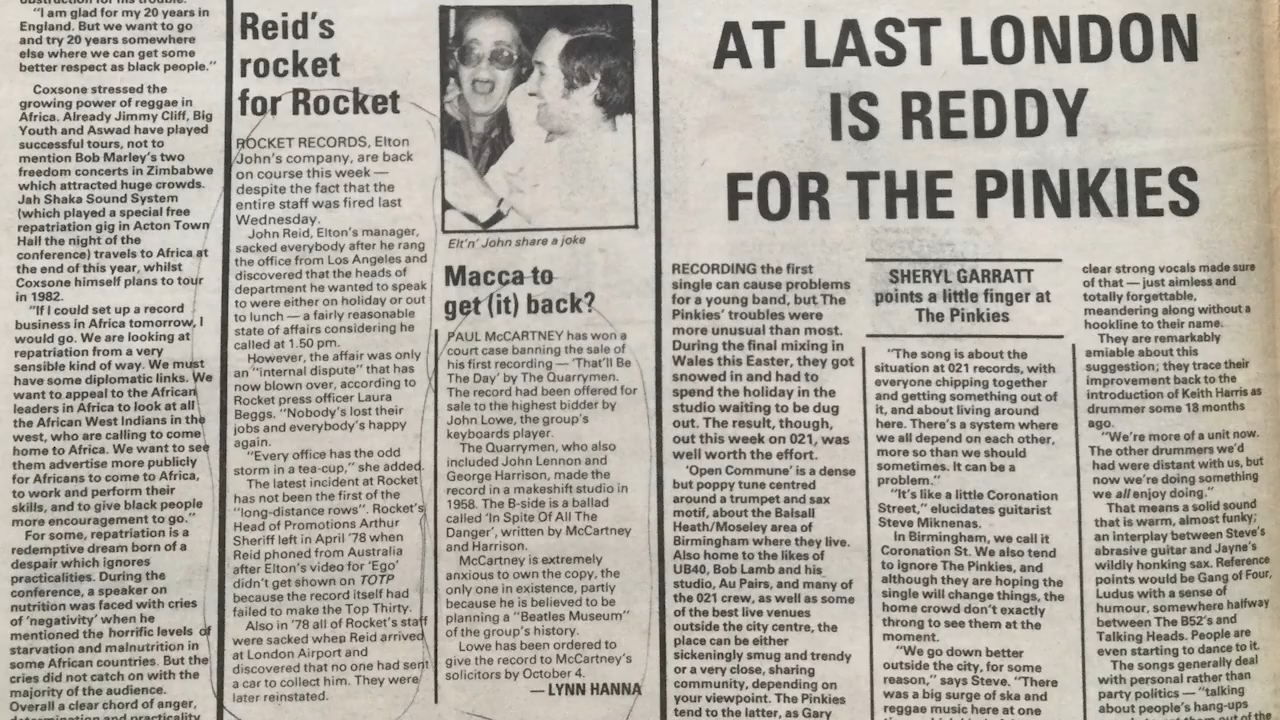 "I am glad for my 20 years in
England. But we want to go
and try 20 years somewhere
else where we can get some
better respect as black people."
Coxsone stressed the
growing power of reggae in
Africa. Already Jimmy Cliff, Big
Youth and Aswad have played
successful tours, not to
mention Bob Marley's two
freedom concerts in Zimbabwe
which attracted huge crowds.
Jah Shaka Sound System
(which played a special free
repatriation gig in Acton Town
Hall the night of the
conference) travels to Africa at
the end of this year, whilst
Coxsone himself plans to tour
in 1982.
"If I could set up a record
business in Africa tomorrow, I
would go. We are looking at
repatriation from a very
sensible kind of way. We must
have some diplomatic links. We
want to appeal to the African
leaders in Africa to look at all
the African West Indians in the
west, who are calling to come
home to Africa. We want to see
them advertise more publicly
for Africans to come to Africa,
to work and perform their
skills, and to give black people
more encouragement to go."
For some, repatriation is a
redemptive dream born of a
despair which ignores
practicalities. During the
conference, a speaker on
nutrition was faced with cries
of 'negativity' when he
mentioned the horrific levels of
starvation and malnutrition in
some African countries. But the
cries did not catch on with the
majority of the audience.
Overall a clear chord of anger,
determination and practicality
Reid's
rocket
for Rocket
ROCKET RECORDS, Elton
John's company, are back
on course this week —
despite the fact that the
entire staff was fired last
Wednesday.
John Reid, Elton's manager,
sacked everybody after he rang
the office from Los Angeles and
discovered that the heads of
department he wanted to speak
to were either on holiday or out
to lunch — a fairly reasonable
state of affairs considering he
called at 1.50 pm.
However, the affair was only
an "internal dispute" that has
now blown over, according to
Rocket press officer Laura
Beggs. "Nobody's lost their
jobs and everybody's happy
again.
"Every office has the odd
storm in a tea-cup," she added.
The latest incident at Rocket
has not been the first of the
"long-distance rows". Rocket's
Head of Promotions Arthur
Sheriff left in April '78 when
Reid phoned from Australia
after Elton's video for 'Ego'
didn't get shown on TOTP
because the record itself had
failed to make the Top Thirty.
Also in '78 all of Rocket's staff
were sacked when Reid arrived
at London Airport and
discovered that no one had sent
a car to collect him. They were
later reinstated.
Elt'n' John share a joke
Macca to
get (it) back?
PAUL McCARTNEY has won a
court case banning the sale of
his first recording — 'That'll Be
The Day' by The Quarrymen.
The record had been offered for
sale to the highest bidder by
John Lowe, the group's
keyboards player.
The Quarrymen, who also
included John Lennon and
George Harrison, made the
record in a makeshift studio in
1958. The B-side is a ballad
called 'In Spite Of All The
Danger', written by McCartney
and Harrison.
McCartney is extremely
anxious to own the copy, the
only one in existence, partly
because he is believed to be
planning a "Beatles Museum"
of the group's history.
Lowe has been ordered to
give the record to McCartney's
solicitors by October 4.
— LYNN HANNA
AT LAST LONDON
IS REDDY
FOR THE PINKIES
RECORDING the first
single can cause problems
for a young band, but The
Pinkies' troubles were
more unusual than most.
During the final mixing in
Wales this Easter, they got
snowed in and had to
spend the holiday in the
studio waiting to be dug
out. The result, though,
out this week on 021, was
well worth the effort.
'Open Commune' is a dense
but poppy tune centred
around a trumpet and sax
motif, about the Balsall
Heath/Moseley area of
Birmingham where they live.
Also home to the likes of
UB40, Bob Lamb and his
studio, Au Pairs, and many of
the 021 crew, as well as some
of the best live venues
outside the city centre, the
place can be either
sickeningly smug and trendy
or a very close, sharing
community, depending on
your viewpoint. The Pinkies
tend to the latter, as Gary
SHERYL GARRATT
points a little finger at
The Pinkies
"The song is about the
situation at 021 records, with
everyone chipping together
and getting something out of
it, and about living around
here. There's a system where
we all depend on each other,
more so than we should
sometimes. It can be a
problem."
"It's like a little Coronation
Street," elucidates guitarist
Steve Miknenas.
In Birmingham, we call it
Coronation St. We also tend
to ignore The Pinkies, and
although they are hoping the
single will change things, the
home crowd don't exactly
throng to see them at the
moment.
"We go down better
outside the city, for some
reason," says Steve. "There
was a big surge of ska and
reggae music here at one
clear strong vocals made sure
of that — just aimless and
totally forgettable,
meandering along without a
hookline to their name.
They are remarkably
amiable about this
suggestion; they trace their
improvement back to the
introduction of Keith Harris as
drummer some 18 months
ago.
"We're more of a unit now.
The other drummers we'd
had were distant with us, but
now we're doing something
we all enjoy doing."
That means a solid sound
that is warm, almost funky;
an interplay between Steve's
abrasive guitar and Jayne's
wildly honking sax. Reference
points would be Gang of Four,
Ludus with a sense of
humour, somewhere halfway
between The B52's and
Talking Heads. People are
even starting to dance to it.
The songs generally deal
with personal rather than
party politics — "talking
about people's hang-ups